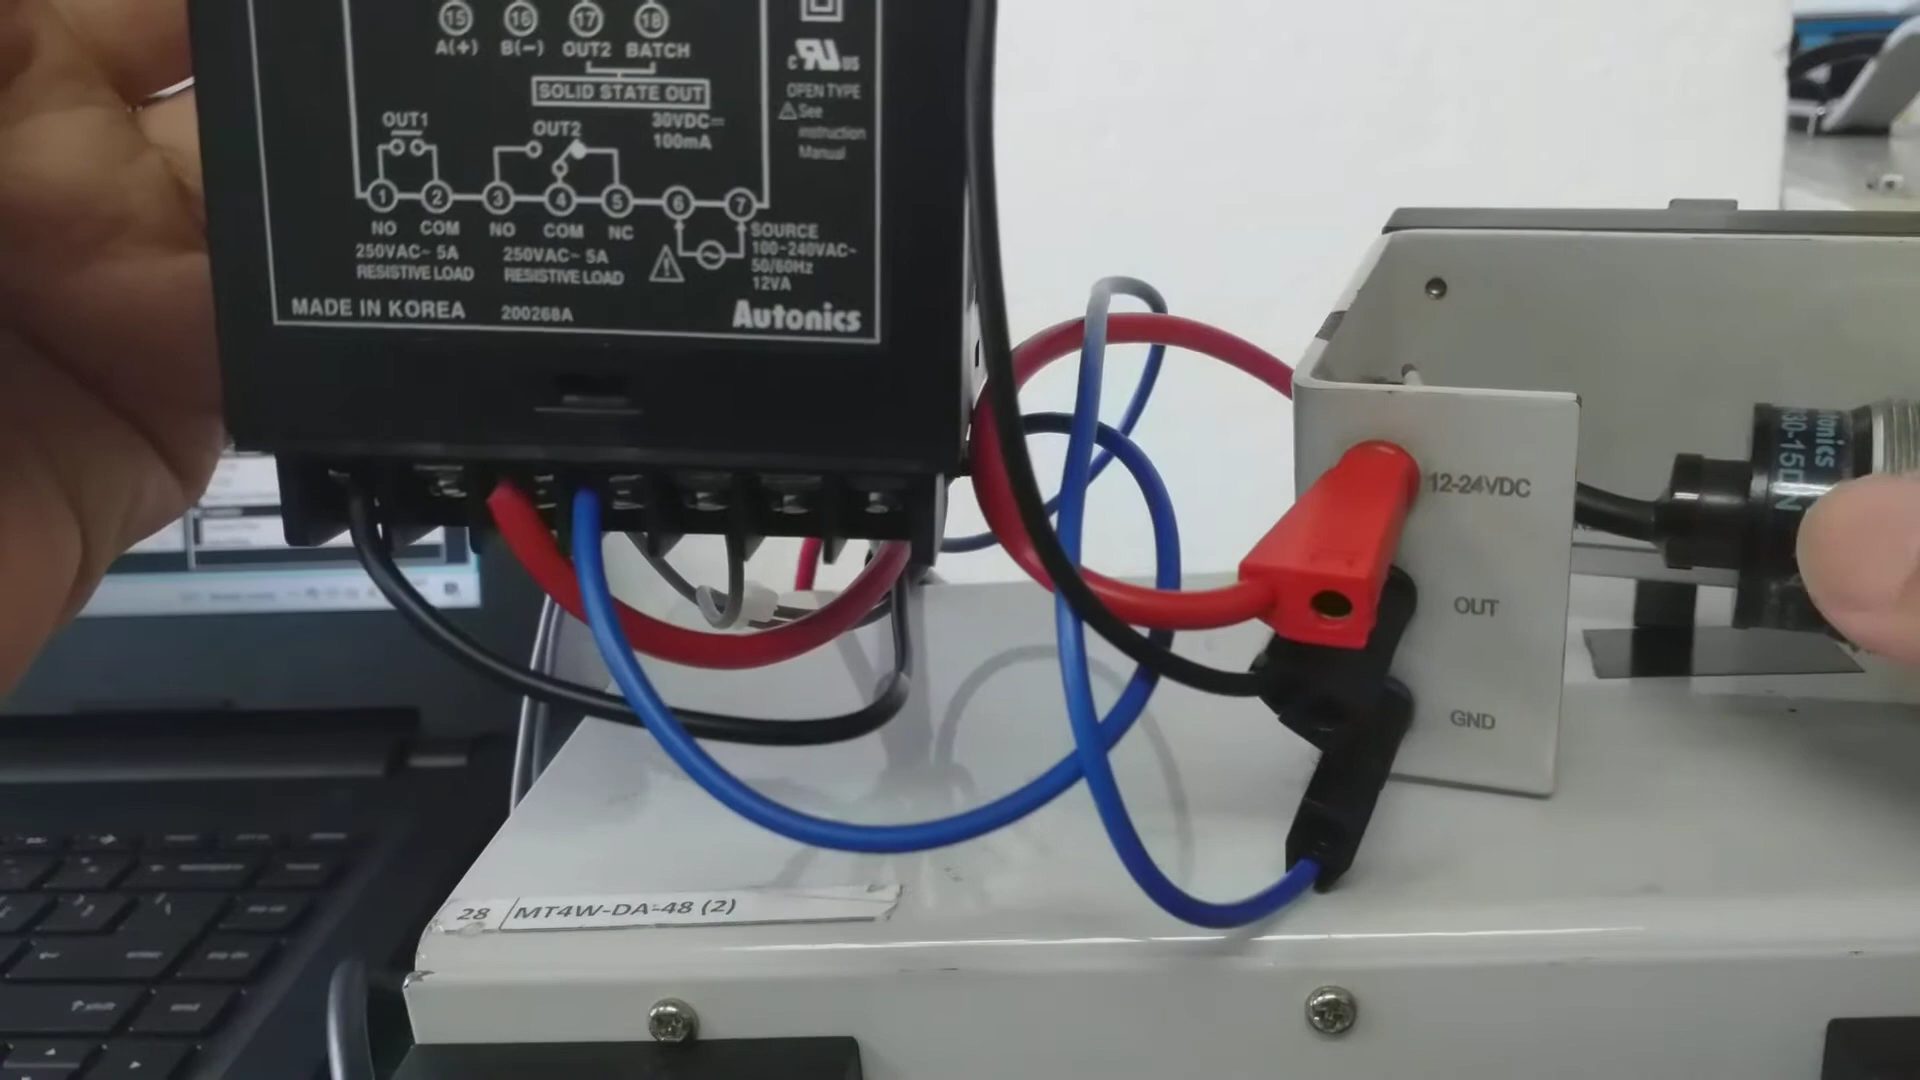 15 16 17 18
A(+) B(-) OUT2 BATCH
SOLID STATE OUT
30VDC⎓
100mA
c UR US
OPEN TYPE
⚠See
instruction
Manual
OUT1
OUT2
1 2 3 4 5 6 7
NO COM NO COM NC
250VAC~ 5A
RESISTIVE LOAD
250VAC~ 5A
RESISTIVE LOAD
SOURCE
100-240VAC~
50/60Hz
12VA
MADE IN KOREA 200268A Autonics
12-24VDC
OUT
GND
28 MT4W-DA-48 (2)